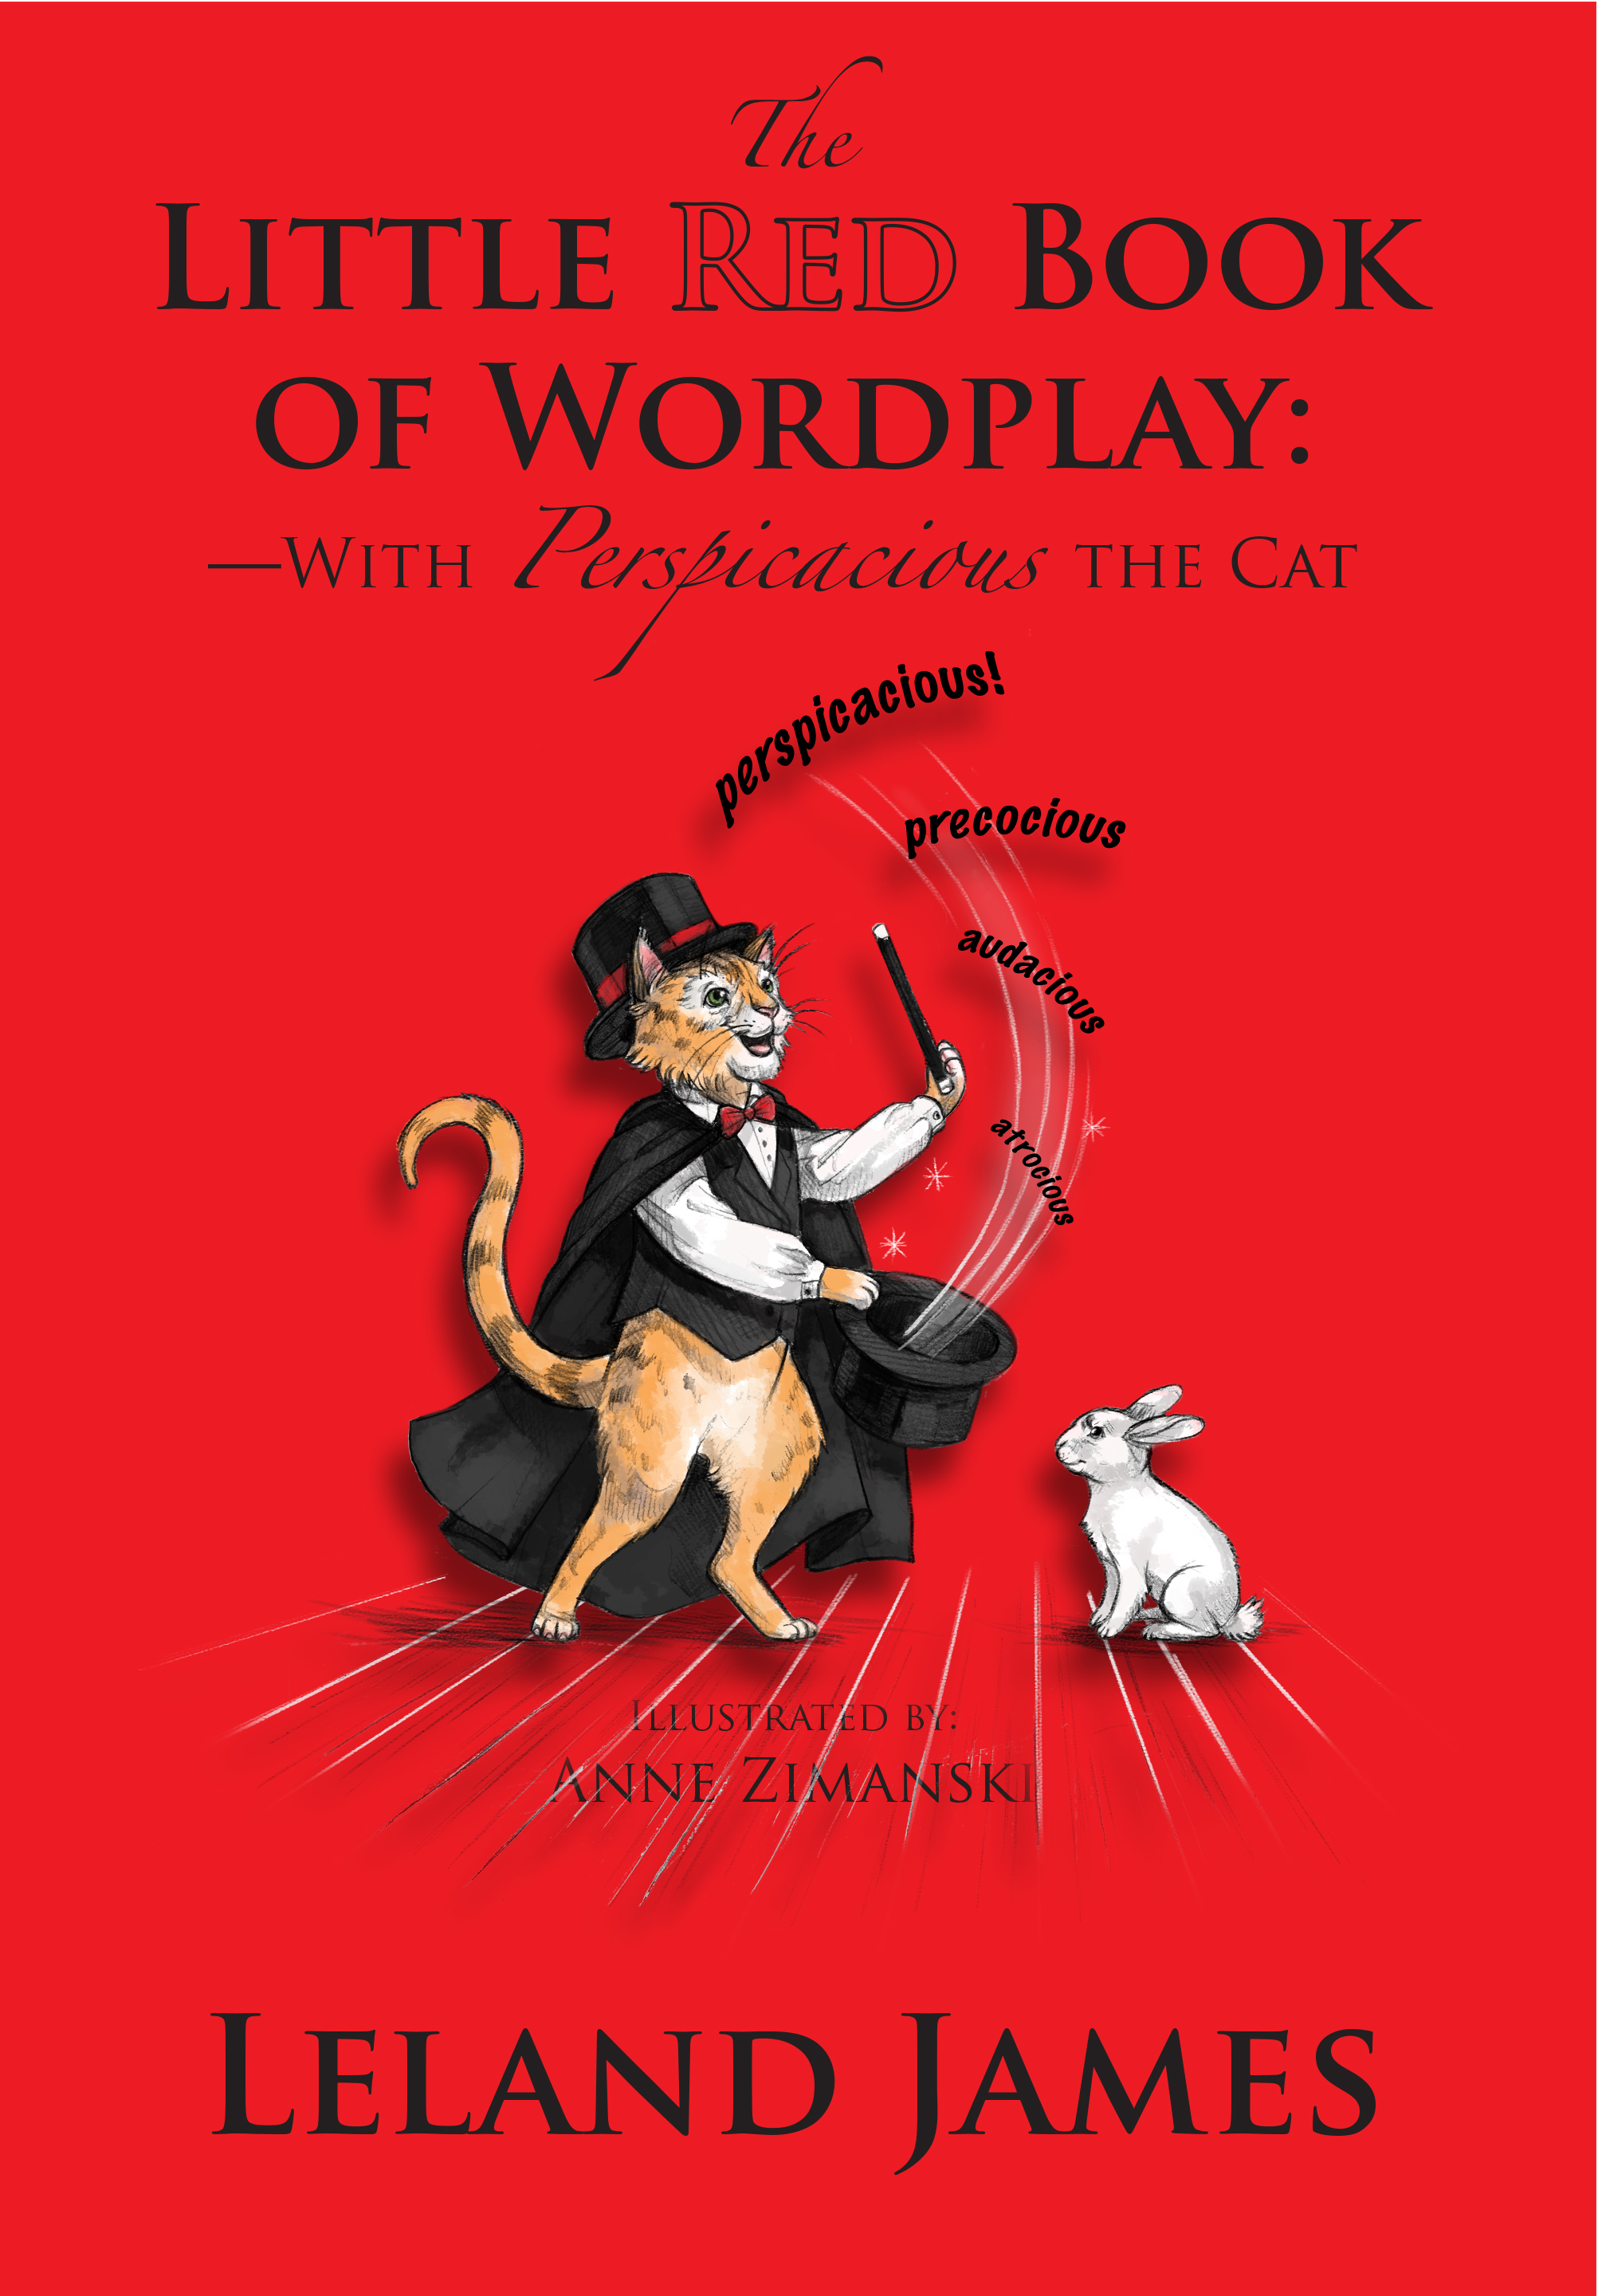 The
Little Red Book
of Wordplay:
—With Perspicacious the Cat
perspicacious!
precocious
audacious
atrocious
Illustrated by:
Anne Zimanski
Leland James